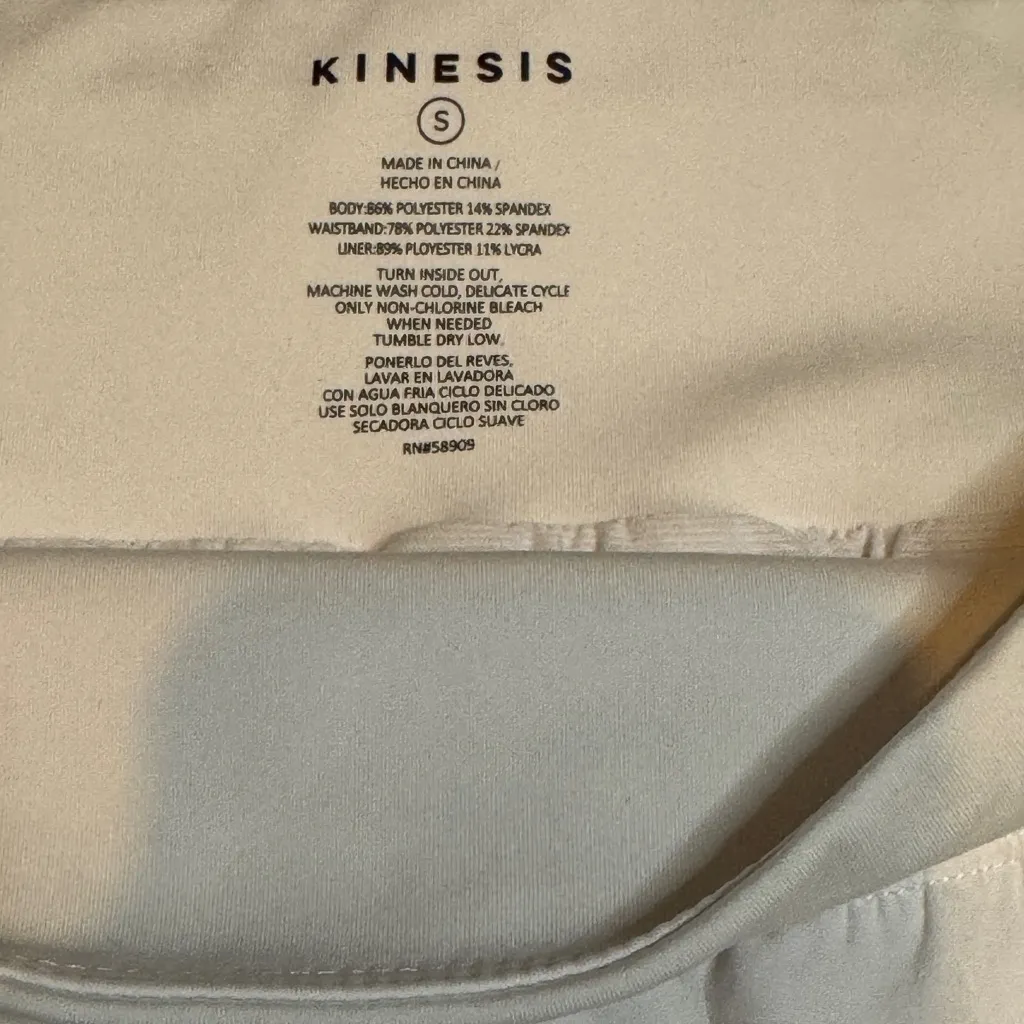 KINESIS
S
MADE IN CHINA /
HECHO EN CHINA
BODY:86% POLYESTER 14% SPANDEX
WAISTBAND:78% POLYESTER 22% SPANDEX
LINER:89% PLOYESTER 11% LYCRA
TURN INSIDE OUT,
MACHINE WASH COLD, DELICATE CYCLE
ONLY NON-CHLORINE BLEACH
WHEN NEEDED
TUMBLE DRY LOW.
PONERLO DEL REVES,
LAVAR EN LAVADORA
CON AGUA FRIA CICLO DELICADO
USE SOLO BLANQUERO SIN CLORO
SECADORA CICLO SUAVE
RN#58909